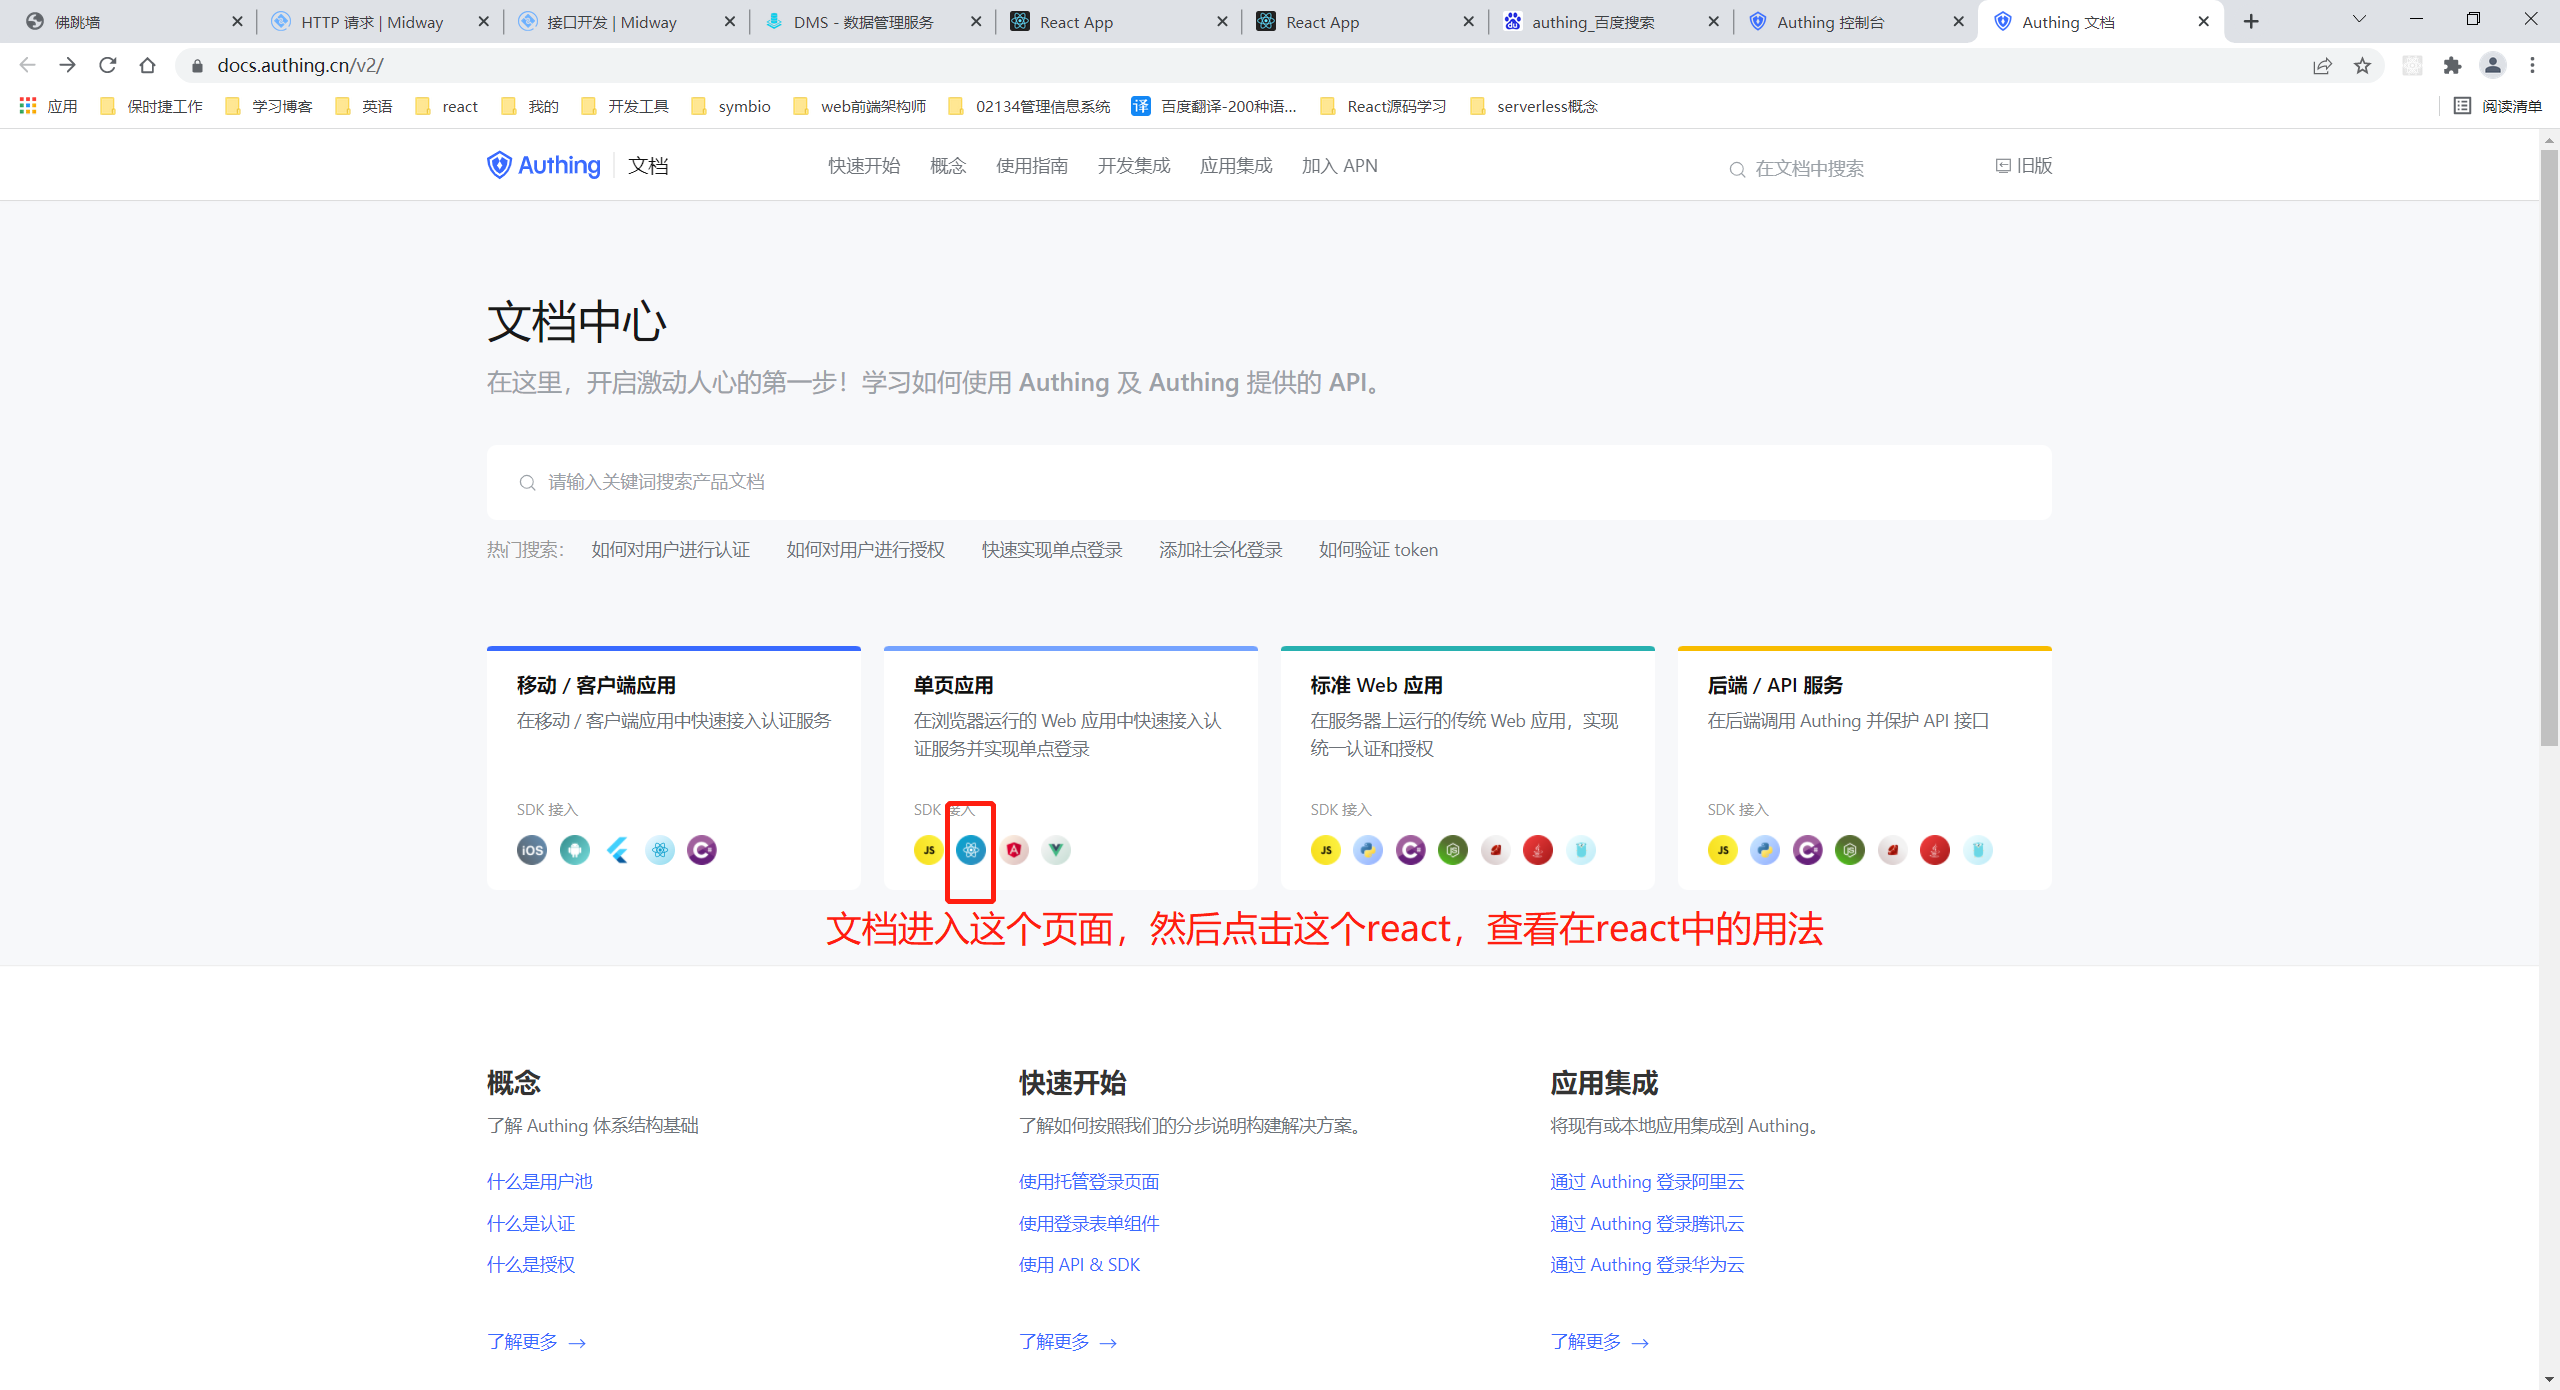 佛跳墙
HTTP 请求 | Midway
接口开发 | Midway
DMS - 数据管理服务
React App
React App
authing_百度搜索
Authing 控制台
Authing 文档
docs.authing.cn/v2/
应用
保时捷工作
学习博客
英语
react
我的
开发工具
symbio
web前端架构师
02134管理信息系统
译 百度翻译-200种语...
React源码学习
serverless概念
阅读清单
Authing 文档
快速开始
概念
使用指南
开发集成
应用集成
加入 APN
在文档中搜索
旧版
文档中心
在这里，开启激动人心的第一步！学习如何使用 Authing 及 Authing 提供的 API。
请输入关键词搜索产品文档
热门搜索： 如何对用户进行认证 如何对用户进行授权 快速实现单点登录 添加社会化登录 如何验证 token
移动 / 客户端应用
在移动 / 客户端应用中快速接入认证服务
SDK 接入
iOS
单页应用
在浏览器运行的 Web 应用中快速接入认
证服务并实现单点登录
SDK 接入
JS
标准 Web 应用
在服务器上运行的传统 Web 应用，实现
统一认证和授权
SDK 接入
JS
后端 / API 服务
在后端调用 Authing 并保护 API 接口
SDK 接入
JS
文档进入这个页面，然后点击这个react，查看在react中的用法
概念
了解 Authing 体系结构基础
什么是用户池
什么是认证
什么是授权
了解更多 →
快速开始
了解如何按照我们的分步说明构建解决方案。
使用托管登录页面
使用登录表单组件
使用 API & SDK
了解更多 →
应用集成
将现有或本地应用集成到 Authing。
通过 Authing 登录阿里云
通过 Authing 登录腾讯云
通过 Authing 登录华为云
了解更多 →